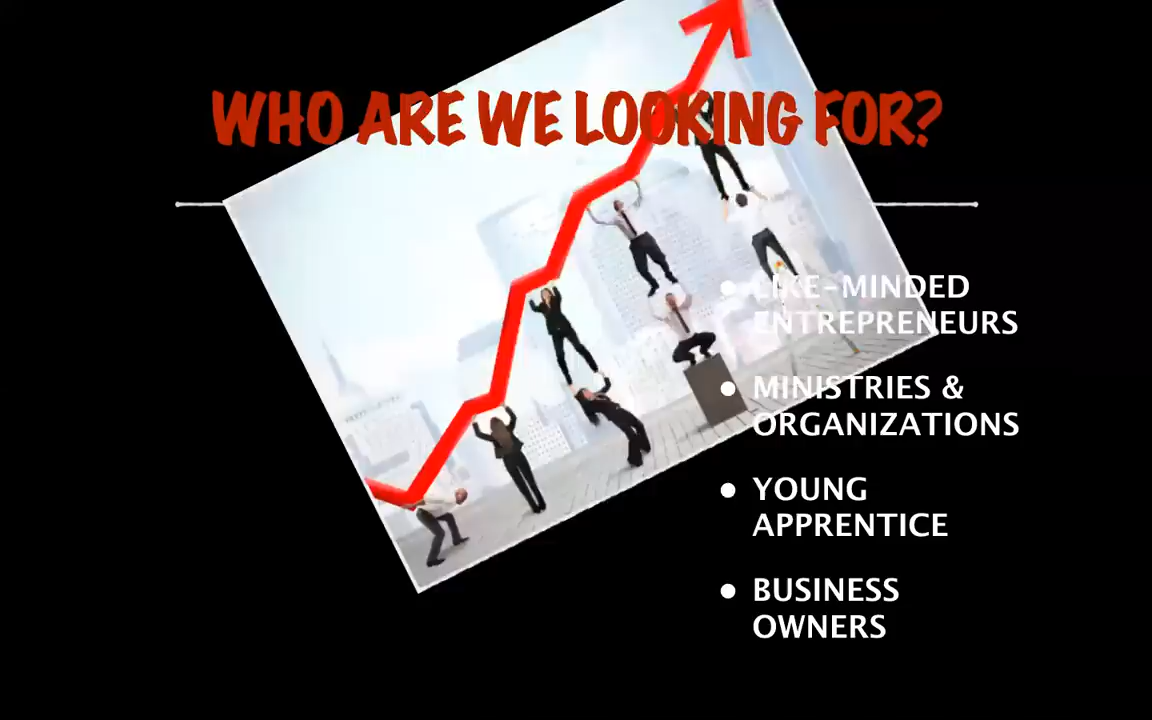 WHO ARE WE LOOKING FOR?
• LIKE-MINDED
ENTREPRENEURS
• MINISTRIES &
ORGANIZATIONS
• YOUNG
APPRENTICE
• BUSINESS
OWNERS